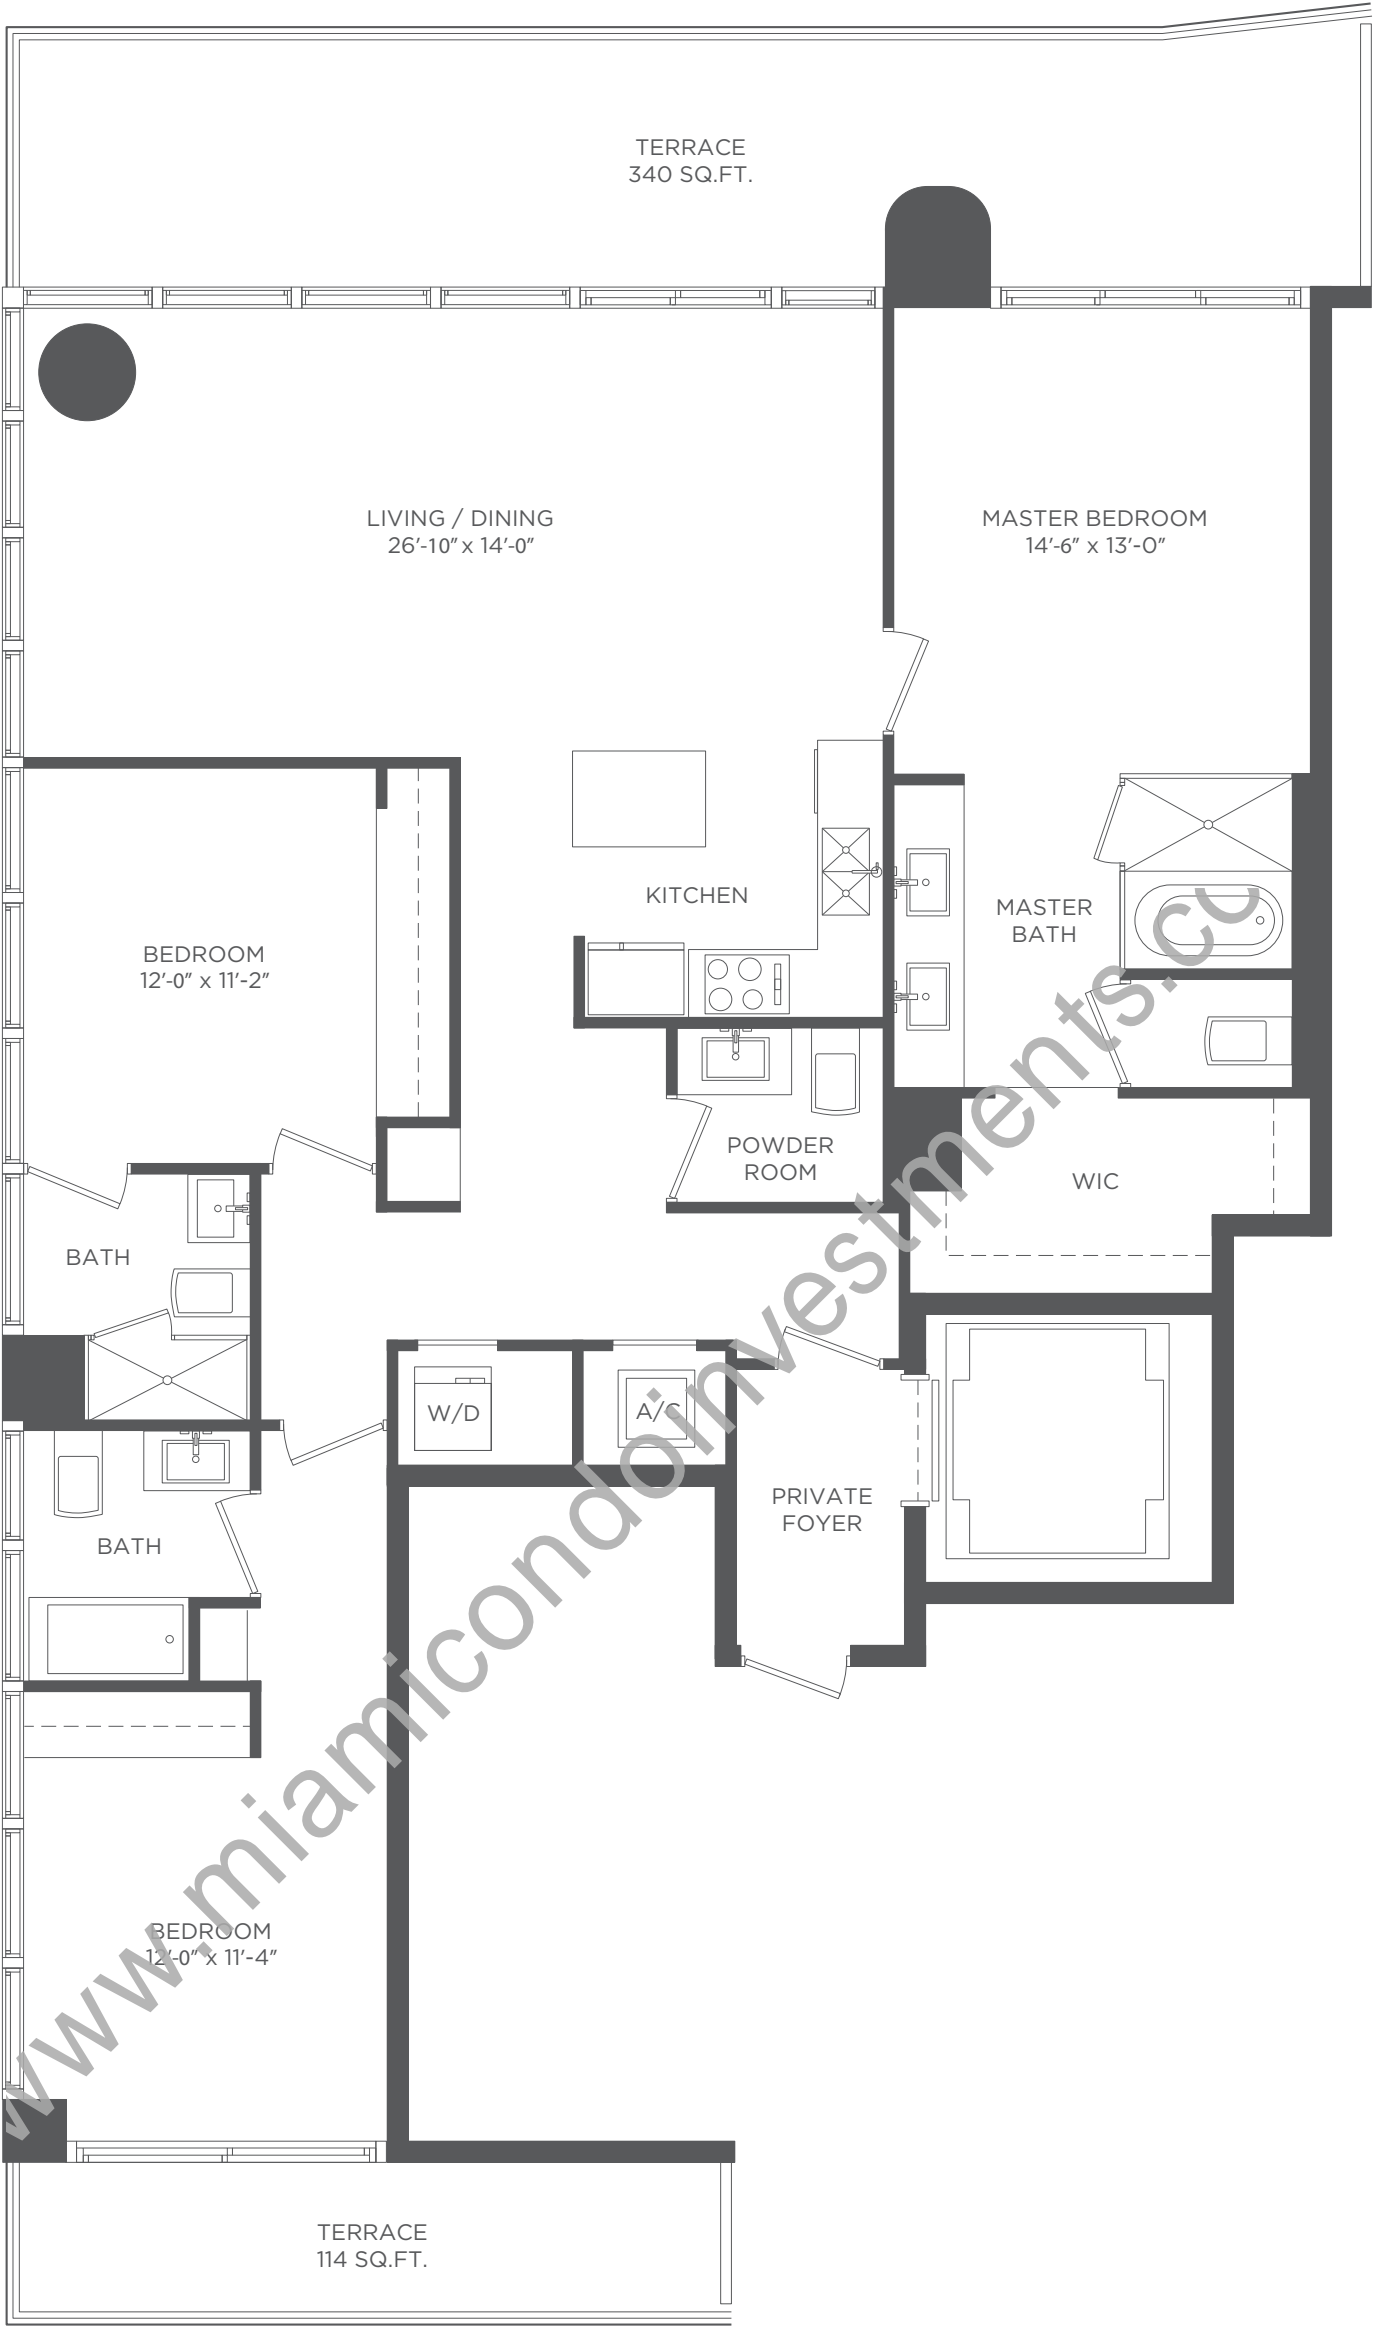 TERRACE
340 SQ.FT.
LIVING / DINING
26'-10" x 14'-0"
MASTER BEDROOM
14'-6" x 13'-0"
KITCHEN
MASTER
BATH
BEDROOM
12'-0" x 11'-2"
POWDER
ROOM
WIC
BATH
W/D
A/C
PRIVATE
FOYER
BATH
BEDROOM
12'-0" x 11'-4"
TERRACE
114 SQ.FT.
www.miamicondoinvestments.co